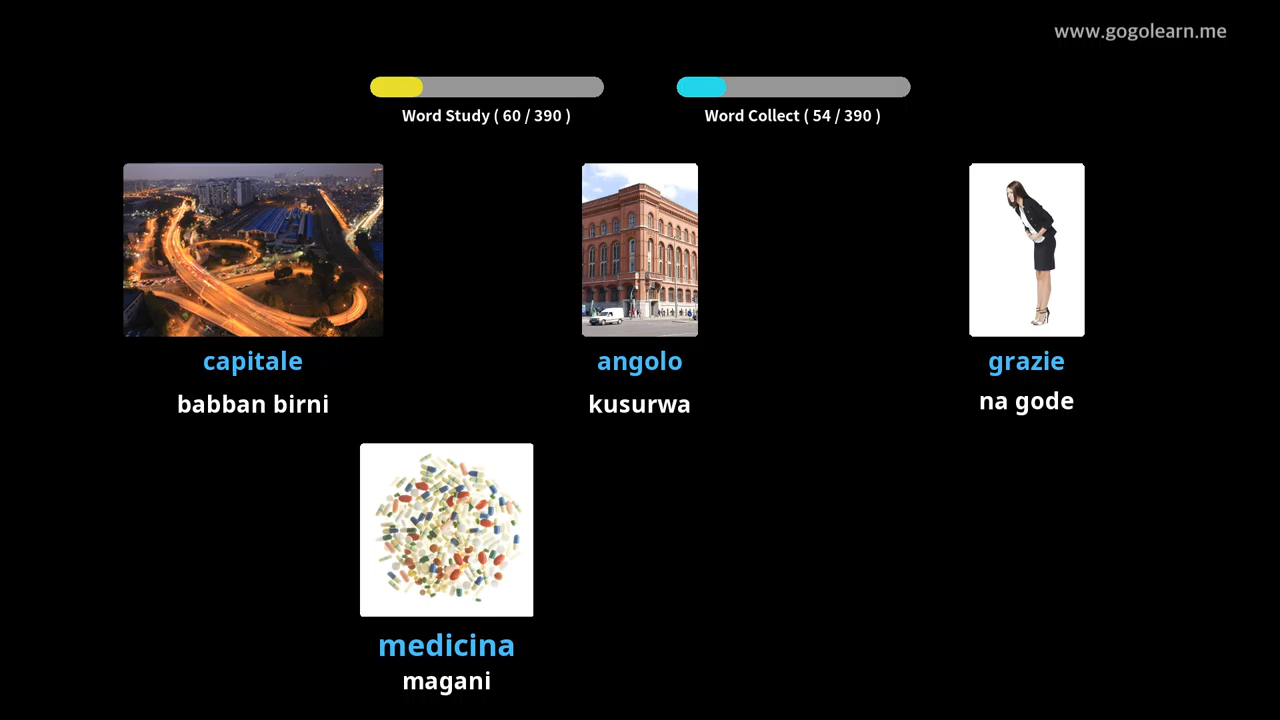 www.gogolearn.me
Word Study ( 60 / 390 )
Word Collect ( 54 / 390 )
capitale
babban birni
angolo
kusurwa
grazie
na gode
medicina
magani